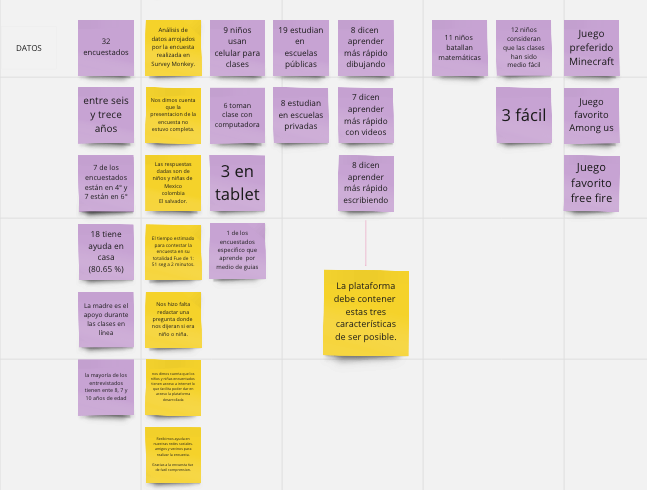 DATOS
32
encuestados
Análisis de
datos arrojados
por la encuesta
realizada en
Survey Monkey.
9 niños
usan
celular para
clases
19 estudian
en
escuelas
públicas
8 dicen
aprender
más rápido
dibujando
11 niños
batallan
matemáticas
12 niños
consideran
que las clases
han sido
medio fácil
Juego
preferido
Minecraft
entre seis
y trece
años
Nos dimos cuenta
que la
presentacion de la
encuesta no
estuvo completa.
6 toman
clase con
computadora
8 estudian
en escuelas
privadas
7 dicen
aprender
más rápido
con videos
3 fácil
Juego
favorito
Among us
7 de los
encuestados
están en 4° y
7 están en 6°
Las respuestas
dadas son de
niños y niñas de
Mexico
colombia
El salvador.
3 en
tablet
8 dicen
aprender
más rápido
escribiendo
Juego
favorito
free fire
18 tiene
ayuda en
casa
(80.65 %)
El tiempo estimado
para contestar la
encuesta en su
totalidad Fue de 1:
51 seg a 2 minutos.
1 de los
encuestados
especifico que
aprende por
medio de guias
La madre es el
apoyo durante
las clases en
linea
Nos hizo falta
redactar una
pregunta donde
nos dijeran si era
niño o niña.
La plataforma
debe contener
estas tres
características
de ser posible.
la mayoría de los
entrevistados
tienen ente 8, 7 y
10 años de edad